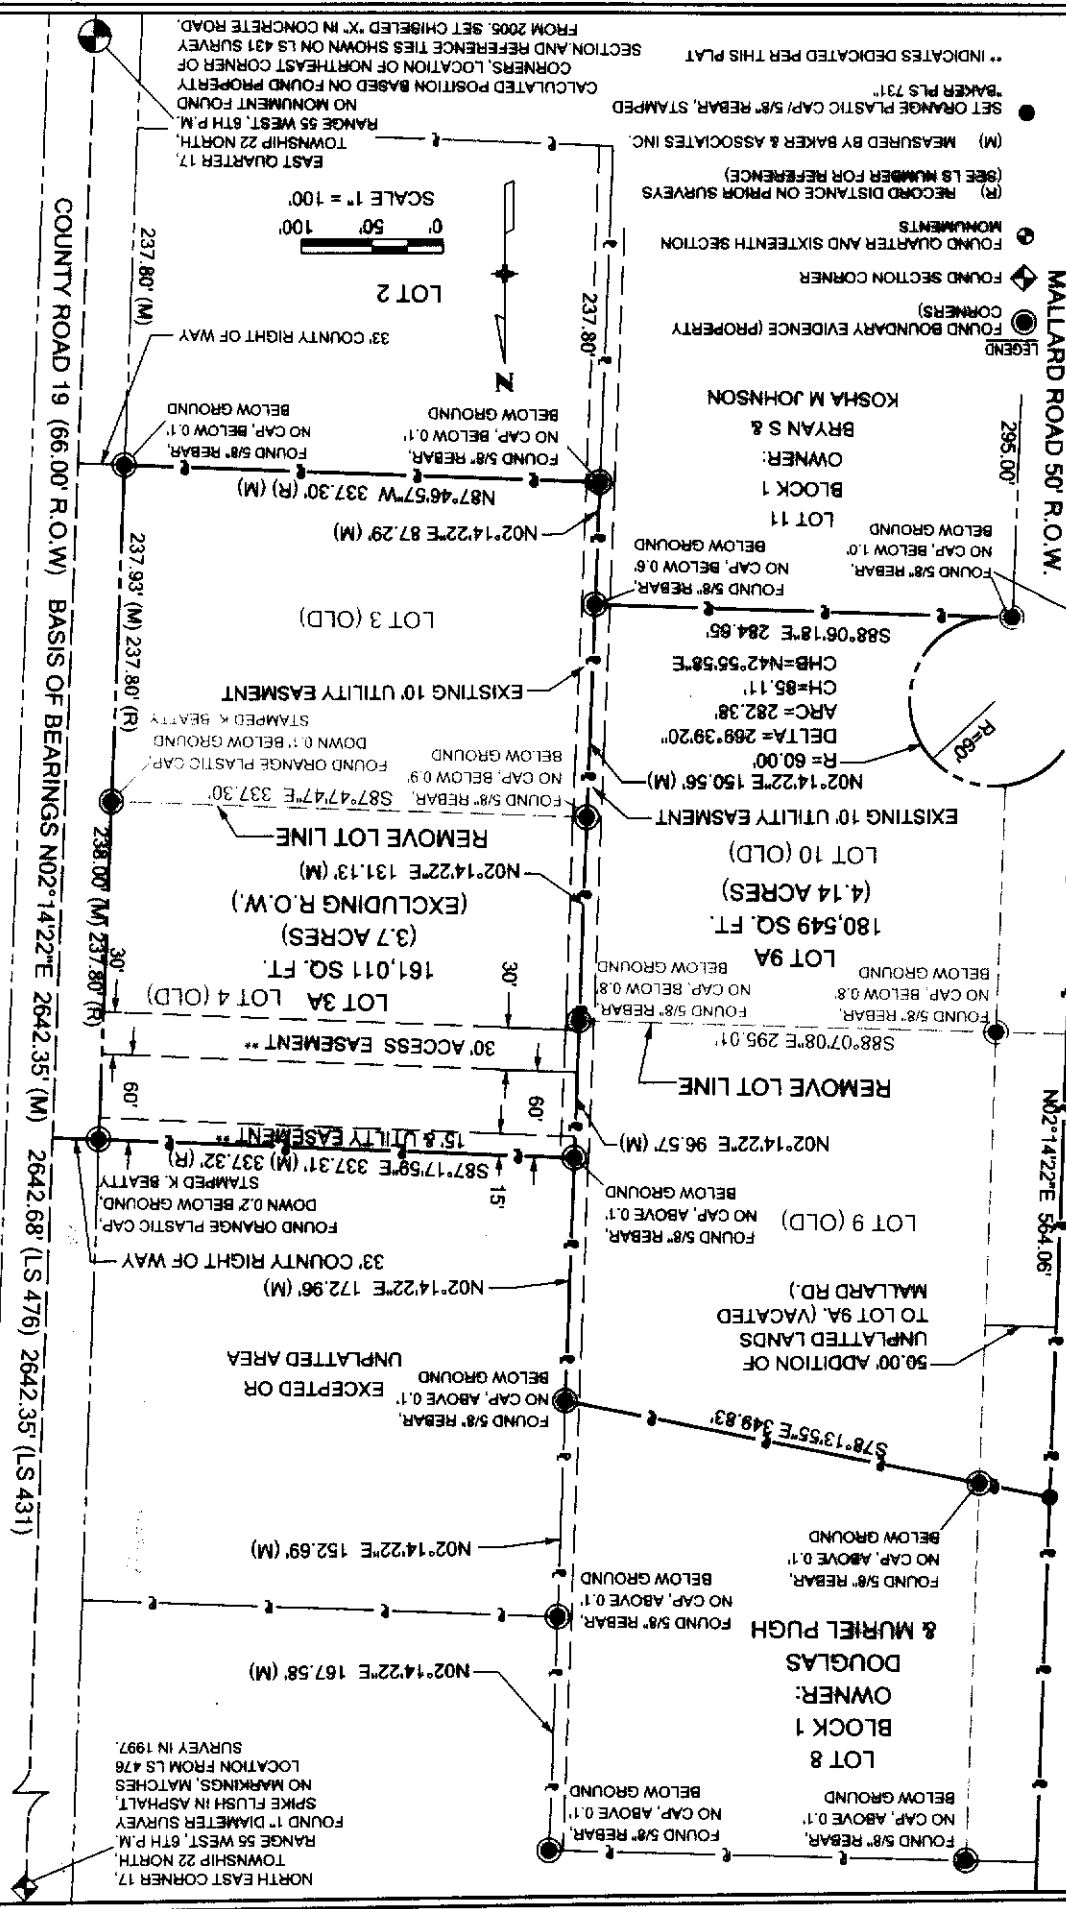 NORTH EAST CORNER 17,
TOWNSHIP 22 NORTH,
RANGE 55 WEST, 6TH P.M.
FOUND 1" DIAMETER SURVEY
SPIKE FLUSH IN ASPHALT,
NO MARKINGS, MATCHES
LOCATION FROM LS 476
SURVEY IN 1997.
FOUND 5/8" REBAR,
NO CAP, ABOVE 0.1'
BELOW GROUND
FOUND 5/8" REBAR,
NO CAP, ABOVE 0.1'
BELOW GROUND
LOT 8
BLOCK 1
OWNER:
DOUGLAS
& MURIEL PUGH
N02°14'22"E 167.58' (M)
FOUND 5/8" REBAR,
NO CAP, ABOVE 0.1'
BELOW GROUND
N02°14'22"E 152.69' (M)
FOUND 5/8" REBAR,
NO CAP, ABOVE 0.1'
BELOW GROUND
S78°13'55"E 349.83'
FOUND 5/8" REBAR,
NO CAP, ABOVE 0.1'
BELOW GROUND
EXCEPTED OR
UNPLATTED AREA
50.00' ADDITION OF
UNPLATTED LANDS
TO LOT 9A. (VACATED
MALLARD RD.)
N02°14'22"E 172.96' (M)
33' COUNTY RIGHT OF WAY
FOUND ORANGE PLASTIC CAP,
DOWN 0.2' BELOW GROUND,
STAMPED K. BEATTY
LOT 9 (OLD)
FOUND 5/8" REBAR,
NO CAP, ABOVE 0.1'
BELOW GROUND
N02°14'22"E 564.06'
S87°17'59"E 337.31' (M) 337.32' (R)
15' & UTILITY EASEMENT **
15'
60'
60'
N02°14'22"E 96.57' (M)
REMOVE LOT LINE
S88°07'08"E 295.01'
30' ACCESS EASEMENT **
30'
30'
FOUND 5/8" REBAR,
NO CAP, BELOW 0.8'
BELOW GROUND
FOUND 5/8" REBAR,
NO CAP, BELOW 0.8'
BELOW GROUND
LOT 3A LOT 4 (OLD)
161,011 SQ. FT.
(3.7 ACRES)
(EXCLUDING R.O.W.)
LOT 9A
180,549 SQ. FT.
(4.14 ACRES)
LOT 10 (OLD)
N02°14'22"E 131.13' (M)
REMOVE LOT LINE
S87°47'47"E 337.30'
FOUND 5/8" REBAR,
NO CAP, BELOW 0.9'
BELOW GROUND
FOUND ORANGE PLASTIC CAP,
DOWN 0.1' BELOW GROUND
STAMPED K BEATTY
238.00' (M) 237.80' (R)
EXISTING 10' UTILITY EASMENT
N02°14'22"E 150.56' (M)
R= 60.00'
DELTA= 269°39'20"
ARC= 282.38'
CH=85.11'
CHB=N42°55'58"E
R=60'
EXISTING 10' UTILITY EASMENT
S88°06'18"E 284.65'
LOT 3 (OLD)
237.93' (M) 237.80' (R)
FOUND 5/8" REBAR,
NO CAP, BELOW 1.0'
BELOW GROUND
FOUND 5/8" REBAR,
NO CAP, BELOW 0.6'
BELOW GROUND
N02°14'22"E 87.29' (M)
N87°46'57"W 337.30' (R) (M)
FOUND 5/8" REBAR,
NO CAP, BELOW 0.1'
BELOW GROUND
FOUND 5/8" REBAR,
NO CAP, BELOW 0.1'
BELOW GROUND
LOT 11
BLOCK 1
OWNER:
BRYAN S &
KOSHA M JOHNSON
295.00'
MALLARD ROAD 50' R.O.W.
33' COUNTY RIGHT OF WAY
237.80'
237.80' (M)
COUNTY ROAD 19 (66.00' R.O.W) BASIS OF BEARINGS N02°14'22"E 2642.35' (M) 2642.68' (LS 476) 2642.35' (LS 431)
N
LOT 2
0' 50' 100'
SCALE 1" = 100'
LEGEND
FOUND BOUNDARY EVIDENCE (PROPERTY
CORNERS)
FOUND SECTION CORNER
FOUND QUARTER AND SIXTEENTH SECTION
MONUMENTS
(R) RECORD DISTANCE ON PRIOR SURVEYS
(SEE LS NUMBER FOR REFERENCE)
(M) MEASURED BY BAKER & ASSOCIATES INC.
SET ORANGE PLASTIC CAP/ 5/8" REBAR, STAMPED
"BAKER PLS 731"
** INDICATES DEDICATED PER THIS PLAT
EAST QUARTER 17,
TOWNSHIP 22 NORTH,
RANGE 55 WEST, 6TH P.M.
NO MONUMENT FOUND
CALCULATED POSITION BASED ON FOUND PROPERTY
CORNERS, LOCATION OF NORTHEAST CORNER OF
SECTION, AND REFERENCE TIES SHOWN ON LS 431 SURVEY
FROM 2005. SET CHISELED "X" IN CONCRETE ROAD,